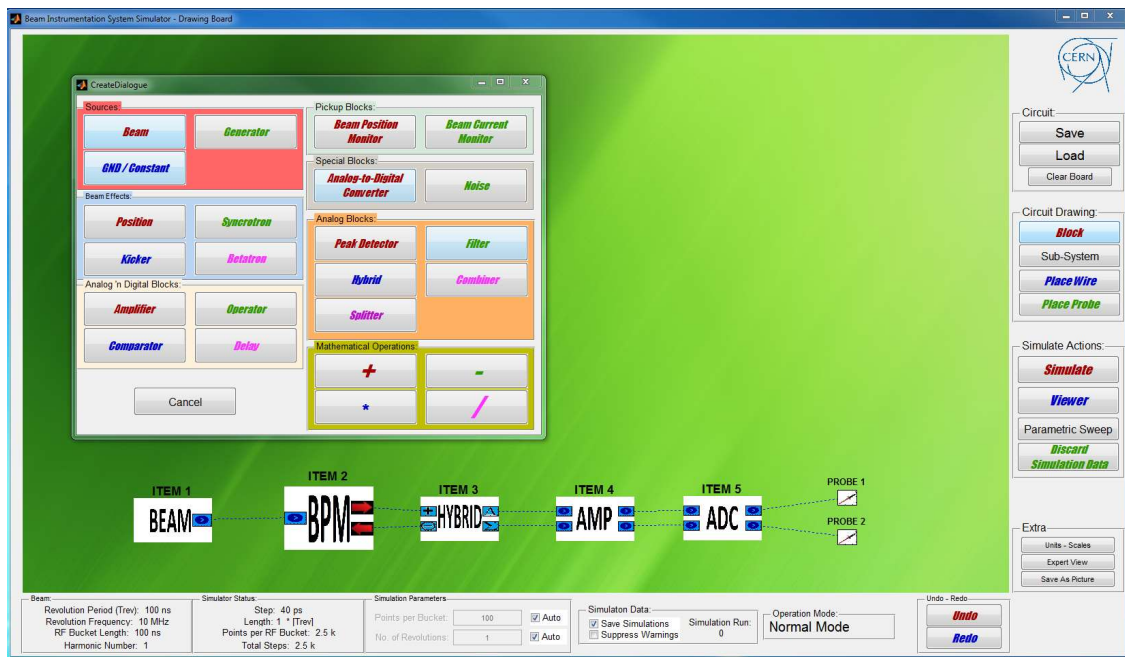 Beam Instrumentation System Simulator - Drawing Board
CERN
CreateDialogue
Sources:
Beam
Generator
GND / Constant
Beam Effects:
Position
Syncrotron
Kicker
Betatron
Analog 'n Digital Blocks:
Amplifier
Operator
Comparator
Delay
Cancel
Pickup Blocks:
Beam Position
Monitor
Beam Current
Monitor
Special Blocks:
Analog-to-Digital
Converter
Noise
Analog Blocks:
Peak Detector
Filter
Hybrid
Combiner
Splitter
Mathematical Operations:
+
-
*
/
Circuit:
Save
Load
Clear Board
Circuit Drawing:
Block
Sub-System
Place Wire
Place Probe
Simulate Actions:
Simulate
Viewer
Parametric Sweep
Discard
Simulation Data
Extra
Units - Scales
Expert View
Save As Picture
ITEM 1
BEAM
ITEM 2
BPM
ITEM 3
HYBRID
ITEM 4
AMP
ITEM 5
ADC
PROBE 1
PROBE 2
Beam:
Revolution Period (Trev): 100 ns
Revolution Frequency: 10 MHz
RF Bucket Length: 100 ns
Harmonic Number: 1
Simulator Status:
Step: 40 ps
Length: 1 * [Trev]
Points per RF Bucket: 2.5 k
Total Steps: 2.5 k
Simulation Parameters
Points per Bucket: 100 Auto
No. of Revolutions: 1 Auto
Simulaton Data:
Save Simulations
Suppress Warnings
Simulation Run:
0
Operation Mode:
Normal Mode
Undo - Redo
Undo
Redo